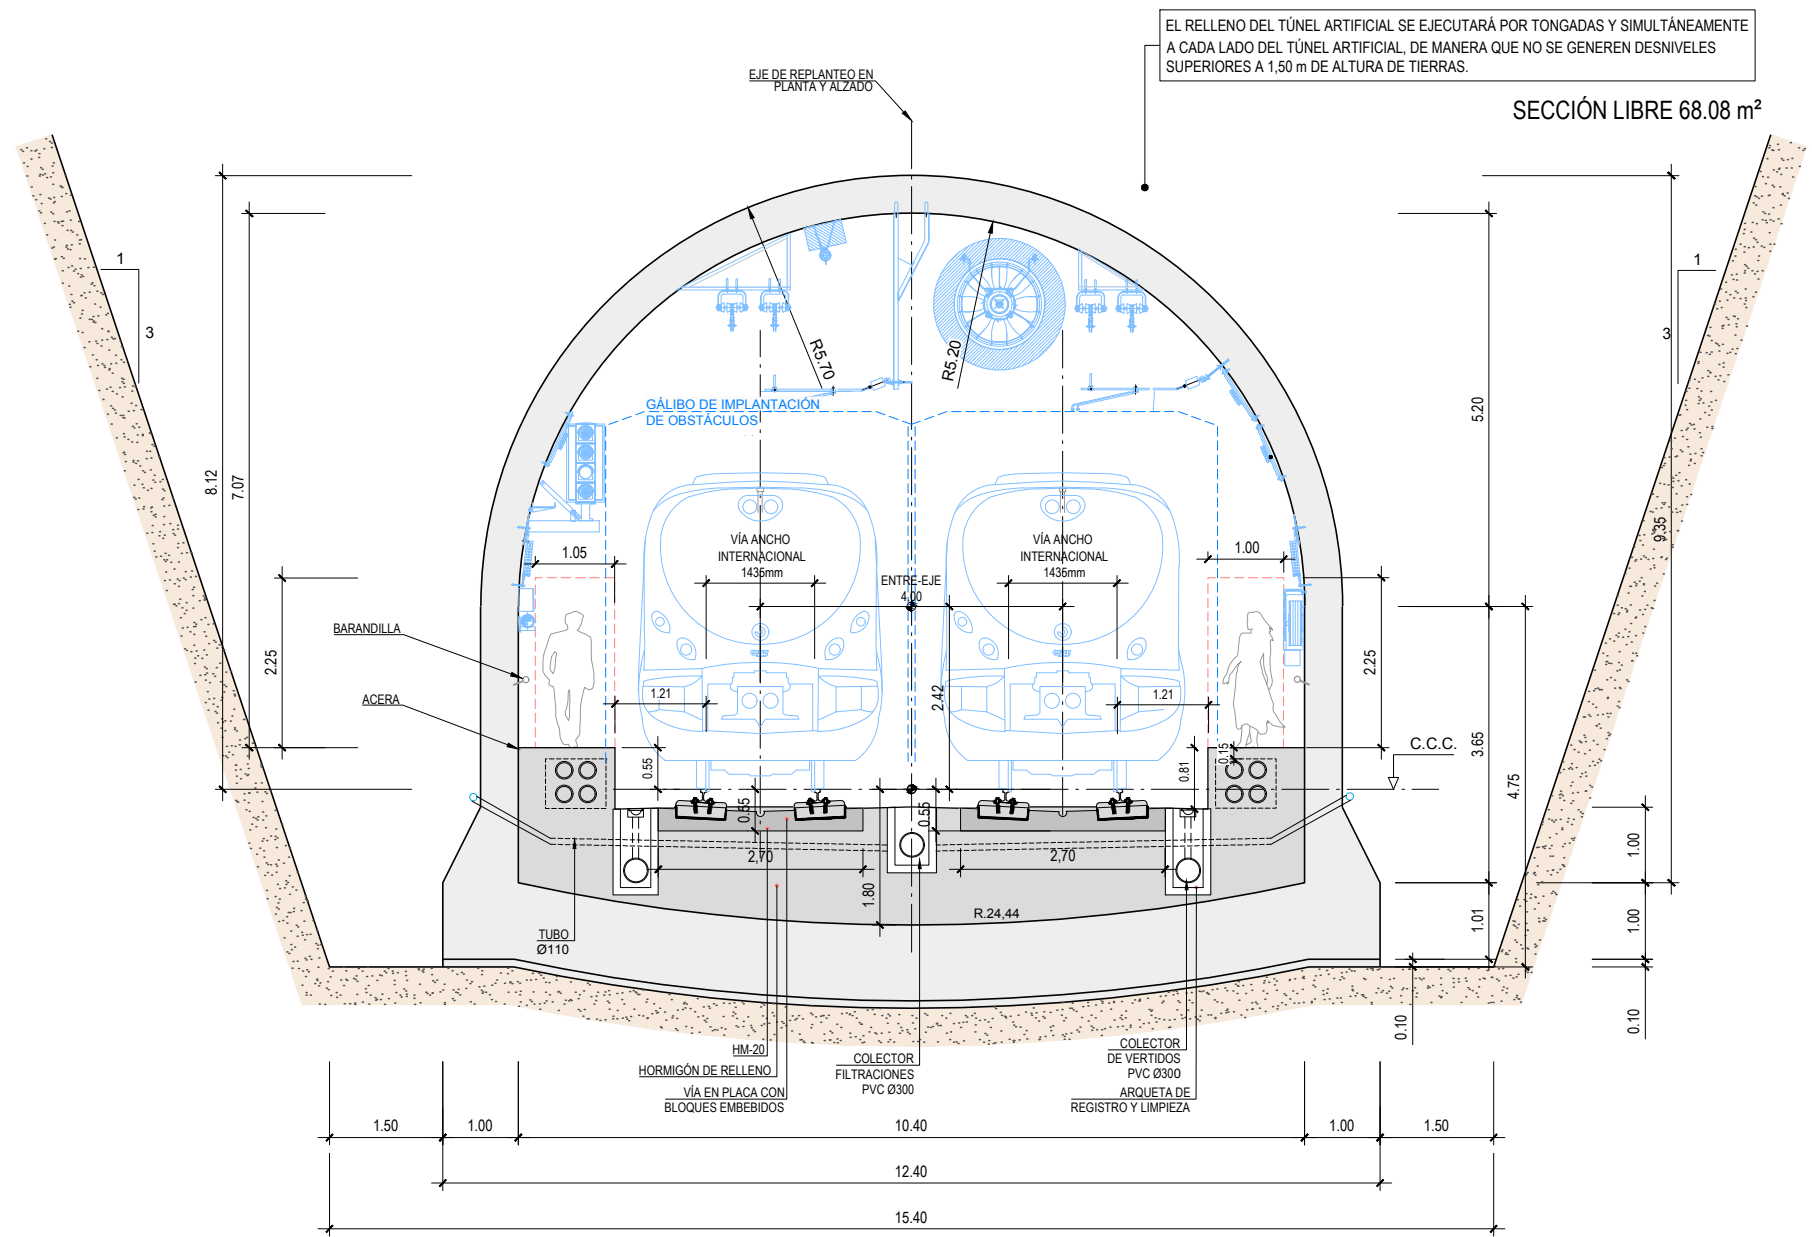 EL RELLENO DEL TÚNEL ARTIFICIAL SE EJECUTARÁ POR TONGADAS Y SIMULTÁNEAMENTE
A CADA LADO DEL TÚNEL ARTIFICIAL, DE MANERA QUE NO SE GENEREN DESNIVELES
SUPERIORES A 1,50 m DE ALTURA DE TIERRAS.
SECCIÓN LIBRE 68.08 m²
EJE DE REPLANTEO EN
PLANTA Y ALZADO
1
3
1
3
R5.70
R5.20
GÁLIBO DE IMPLANTACIÓN
DE OBSTÁCULOS
8.12
7.07
5.20
9.35
VÍA ANCHO
INTERNACIONAL
1435mm
VÍA ANCHO
INTERNACIONAL
1435mm
1.05
1.00
ENTRE-EJE
4.00
BARANDILLA
2.25
2.25
ACERA
1.21
1.21
2.42
3.65
4.75
C.C.C.
0.55
0.55
0.55
0.81
0.15
2,70
2,70
1.80
R.24,44
1.00
1.01
1.00
0.10
0.10
TUBO
Ø110
HM-20
HORMIGÓN DE RELLENO
VÍA EN PLACA CON
BLOQUES EMBEBIDOS
COLECTOR
FILTRACIONES
PVC Ø300
COLECTOR
DE VERTIDOS
PVC Ø300
ARQUETA DE
REGISTRO Y LIMPIEZA
1.50
1.00
10.40
1.00
1.50
12.40
15.40